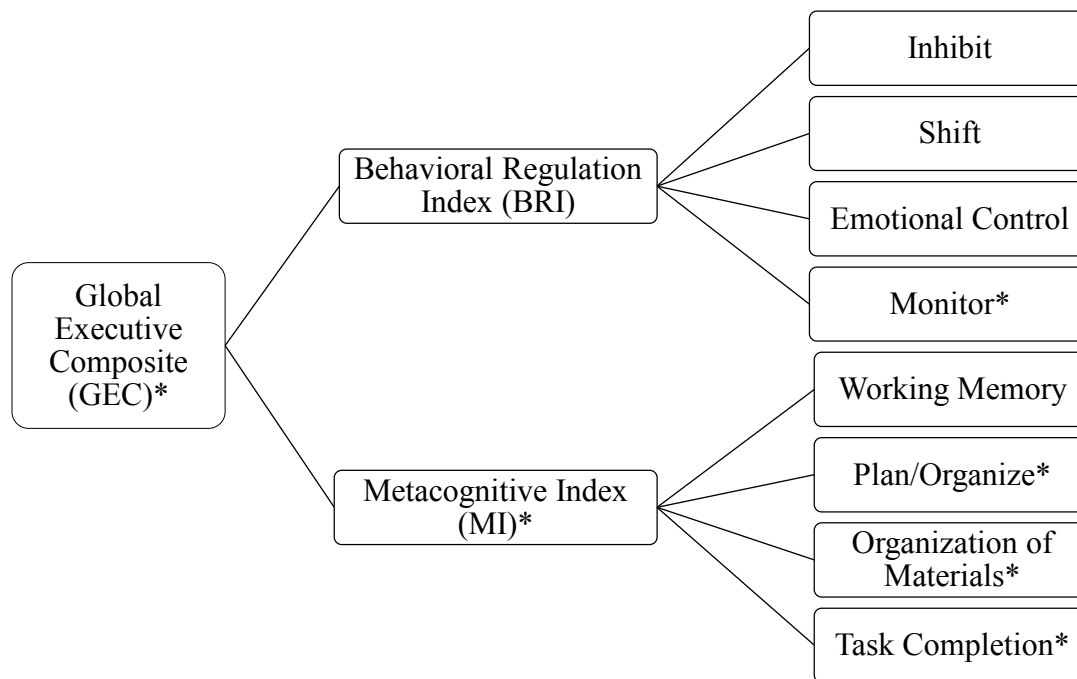 Inhibit
Shift
Behavioral Regulation
Index (BRI)
Emotional Control
Global
Executive
Composite
(GEC)*
Monitor*
Working Memory
Metacognitive Index
(MI)*
Plan/Organize*
Organization of
Materials*
Task Completion*